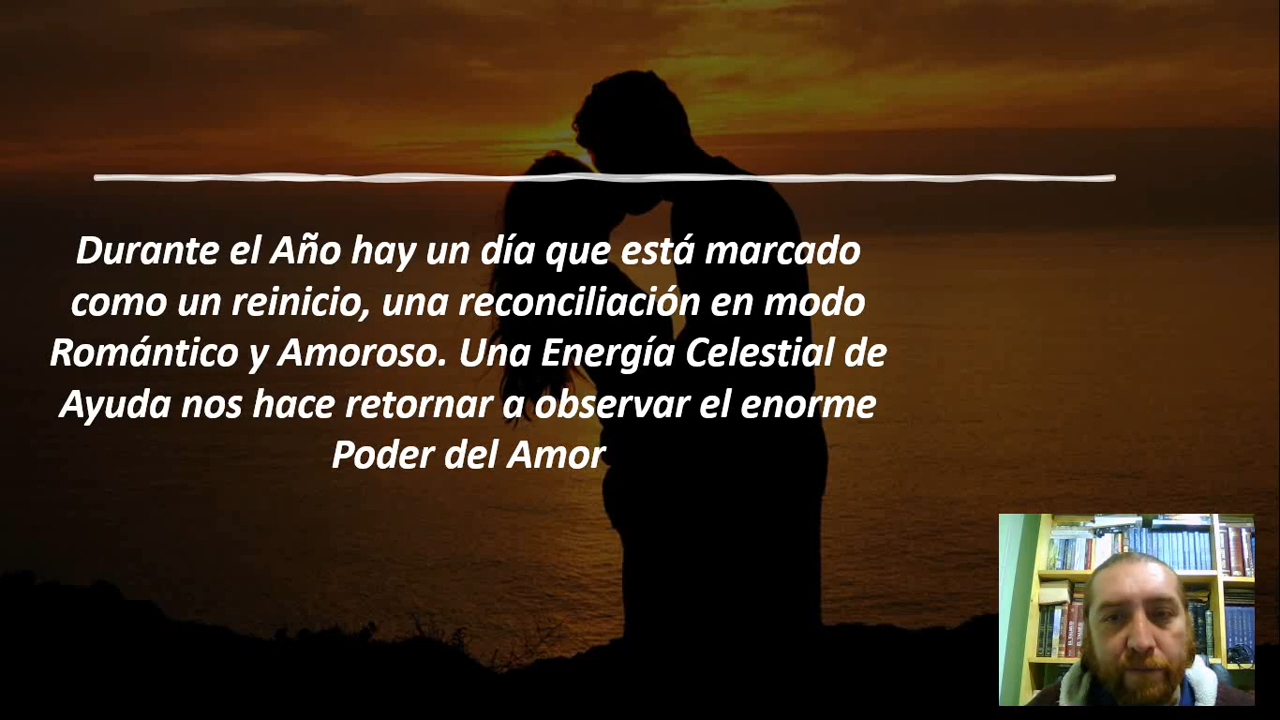 Durante el Año hay un día que está marcado
como un reinicio, una reconciliación en modo
Romántico y Amoroso. Una Energía Celestial de
Ayuda nos hace retornar a observar el enorme
Poder del Amor